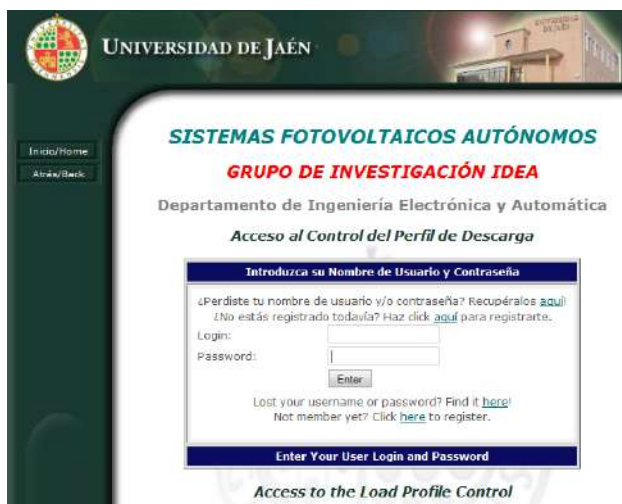 UNIVERSIDAD DE JAÉN
Inicio/Home
Atrás/Back
SISTEMAS FOTOVOLTAICOS AUTÓNOMOS
GRUPO DE INVESTIGACIÓN IDEA
Departamento de Ingeniería Electrónica y Automática
Acceso al Control del Perfil de Descarga
Introduzca su Nombre de Usuario y Contraseña
¿Perdiste tu nombre de usuario y/o contraseña? Recupéralos aquí!
¿No estás registrado todavía? Haz click aquí para registrarte.
Login:
Password:
Enter
Lost your username or password? Find it here!
Not member yet? Click here to register.
Enter Your User Login and Password
Access to the Load Profile Control